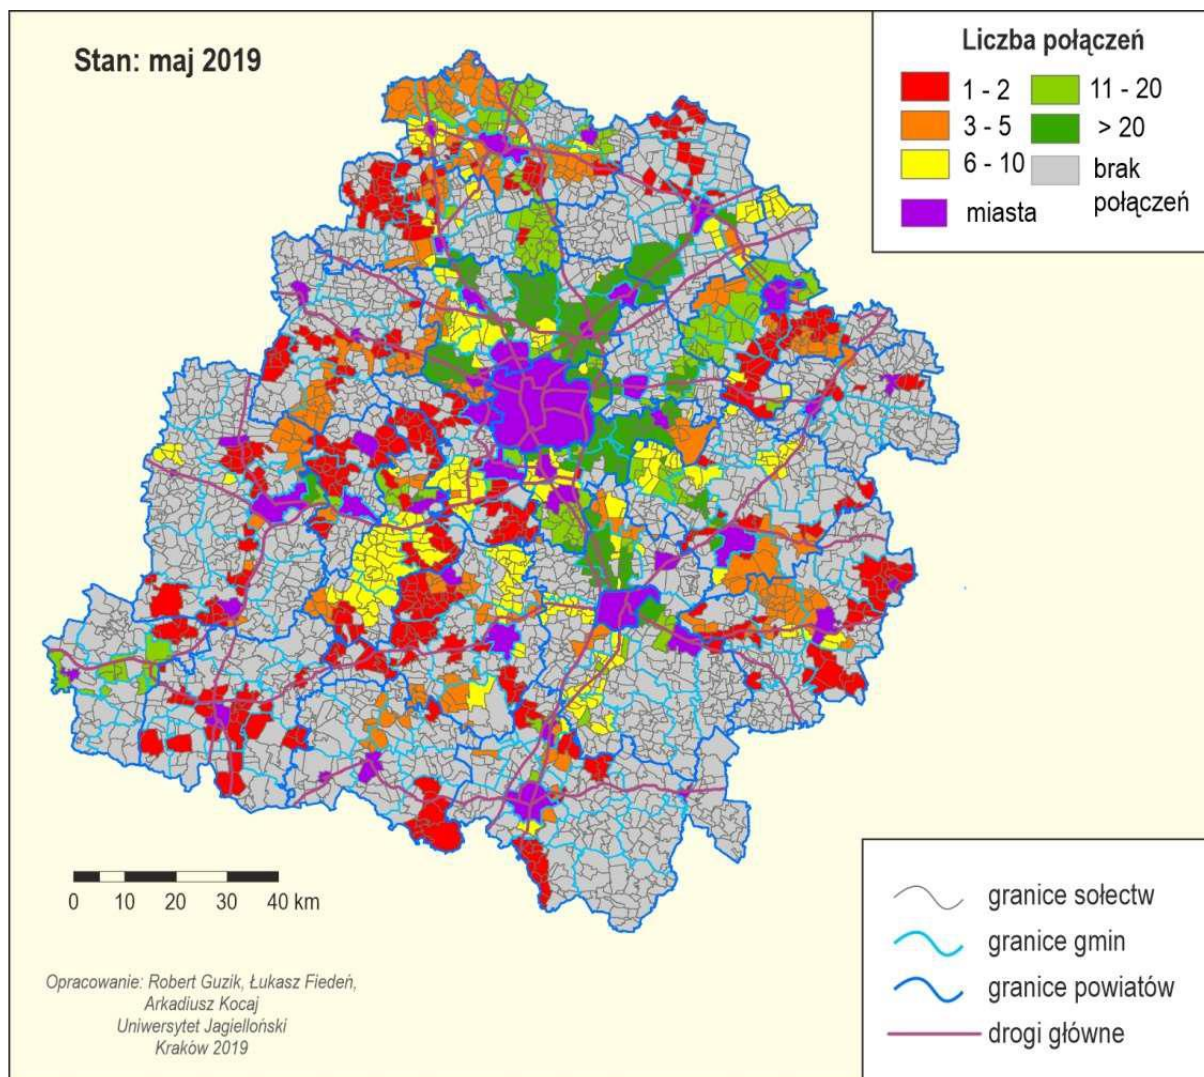 Stan: maj 2019
Liczba połączeń
1 - 2
11 - 20
3 - 5
> 20
6 - 10
brak
połączeń
miasta
0 10 20 30 40 km
granice sołectw
granice gmin
granice powiatów
drogi główne
Opracowanie: Robert Guzik, Łukasz Fiedeń,
Arkadiusz Kocaj
Uniwersytet Jagielloński
Kraków 2019